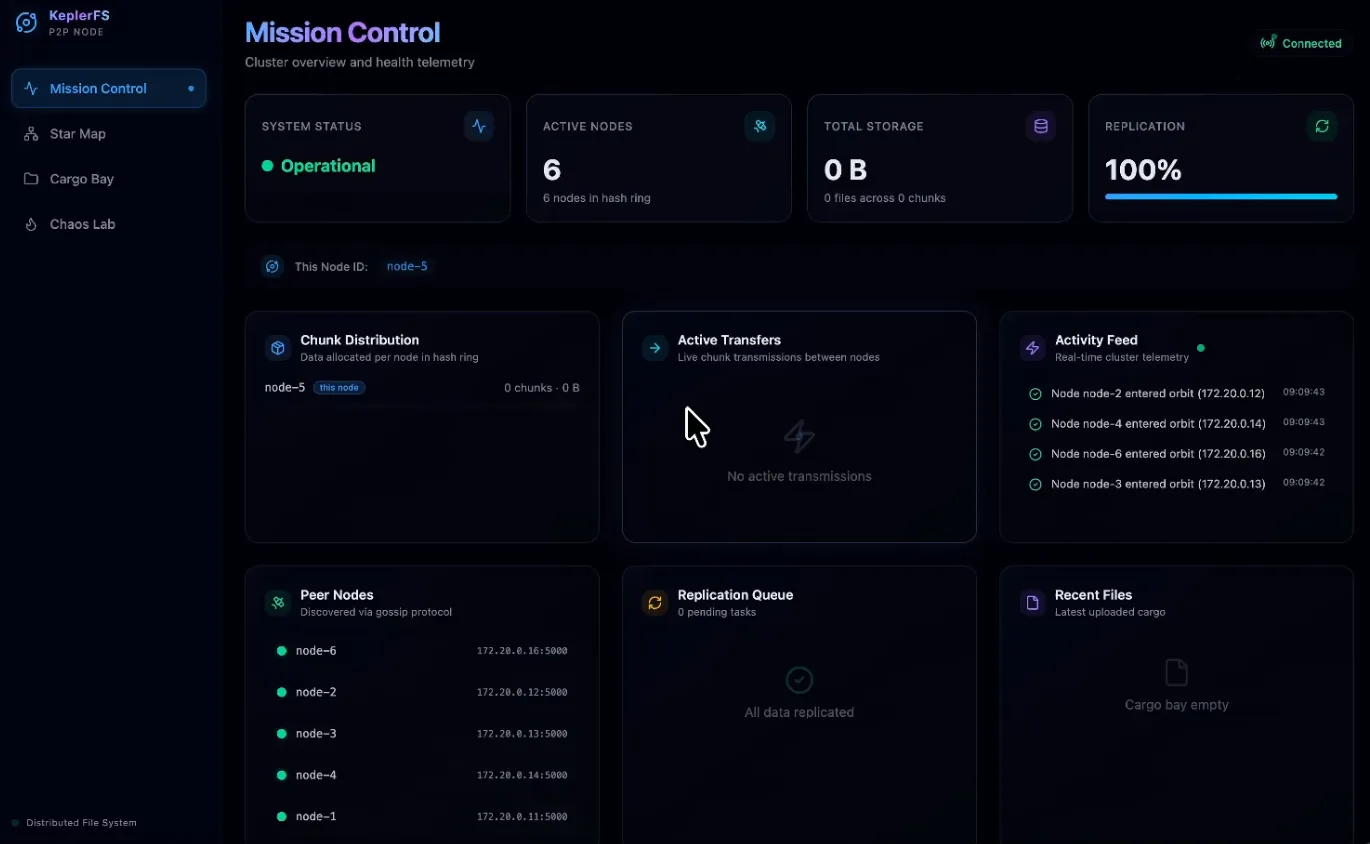 KeplerFS
P2P NODE
Mission Control
Star Map
Cargo Bay
Chaos Lab
Distributed File System
Mission Control
Cluster overview and health telemetry
Connected
SYSTEM STATUS
Operational
ACTIVE NODES
6
6 nodes in hash ring
TOTAL STORAGE
0 B
0 files across 0 chunks
REPLICATION
100%
This Node ID: node-5
Chunk Distribution
Data allocated per node in hash ring
node-5 this node 0 chunks · 0 B
Active Transfers
Live chunk transmissions between nodes
No active transmissions
Activity Feed
Real-time cluster telemetry
Node node-2 entered orbit (172.20.0.12) 09:09:43
Node node-4 entered orbit (172.20.0.14) 09:09:43
Node node-6 entered orbit (172.20.0.16) 09:09:42
Node node-3 entered orbit (172.20.0.13) 09:09:42
Peer Nodes
Discovered via gossip protocol
node-6 172.20.0.16:5000
node-2 172.20.0.12:5000
node-3 172.20.0.13:5000
node-4 172.20.0.14:5000
node-1 172.20.0.11:5000
Replication Queue
0 pending tasks
All data replicated
Recent Files
Latest uploaded cargo
Cargo bay empty